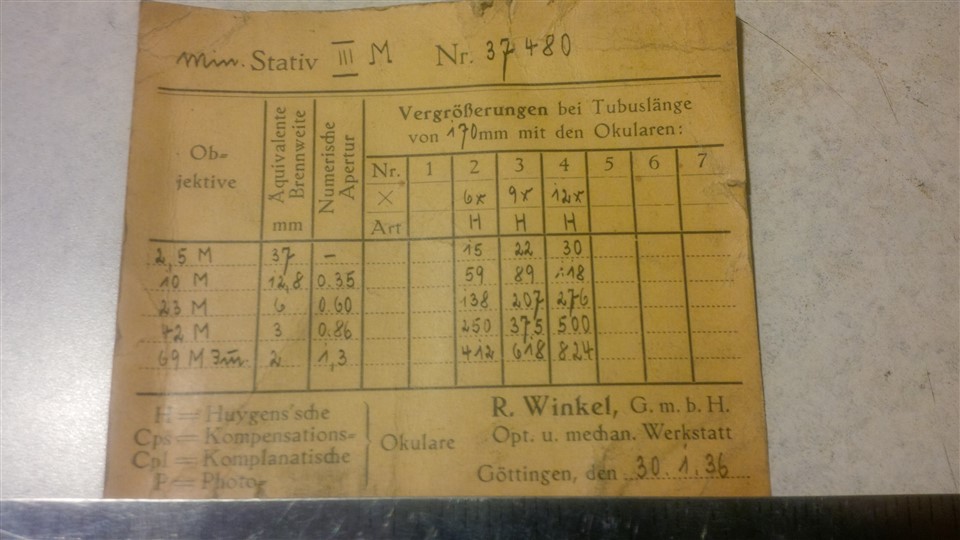 Min. Stativ III M Nr. 37480
Ob-
jektive
Äquivalente
Brennweite
mm
Numerische
Apertur
Vergrößerungen bei Tubuslänge
von 170mm mit den Okularen:
Nr. 1 2 3 4 5 6 7
X 6x 9x 12x
Art H H H
2,5 M 37 – 15 22 30
10 M 12,8 0.35 59 89 118
23 M 6 0.60 138 207 276
42 M 3 0.86 250 375 500
69 M Im. 2 1,3 412 618 824
H = Huygens'sche
Cps = Kompensations-
Cpl = Komplanatische
P = Photo-
Okulare
R. Winkel, G. m. b. H.
Opt. u. mechan. Werkstatt
Göttingen, den 30.1.36